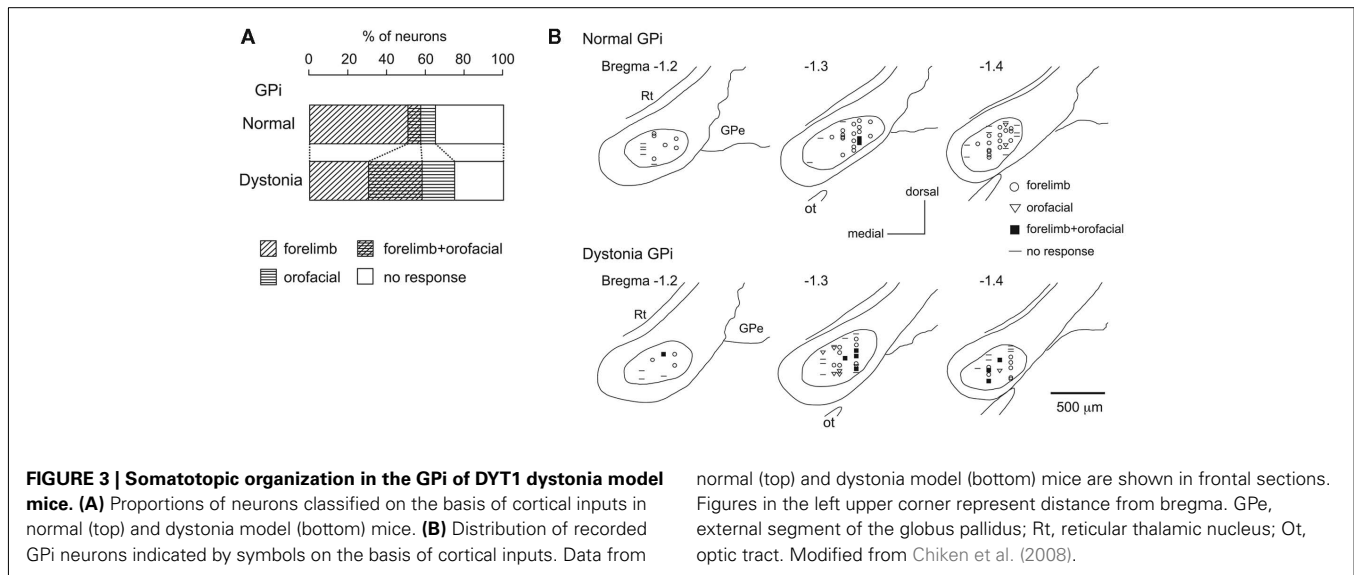 A
% of neurons
0 20 40 60 80 100
GPi
Normal
Dystonia
forelimb
forelimb+orofacial
orofacial
no response
B
Normal GPi
Bregma -1.2
-1.3
-1.4
Rt
GPe
ot
dorsal
medial
forelimb
orofacial
forelimb+orofacial
no response
Dystonia GPi
Bregma -1.2
-1.3
-1.4
Rt
GPe
ot
500 μm
FIGURE 3 | Somatotopic organization in the GPi of DYT1 dystonia model
mice. (A) Proportions of neurons classified on the basis of cortical inputs in
normal (top) and dystonia model (bottom) mice. (B) Distribution of recorded
GPi neurons indicated by symbols on the basis of cortical inputs. Data from
normal (top) and dystonia model (bottom) mice are shown in frontal sections.
Figures in the left upper corner represent distance from bregma. GPe,
external segment of the globus pallidus; Rt, reticular thalamic nucleus; Ot,
optic tract. Modified from Chiken et al. (2008).